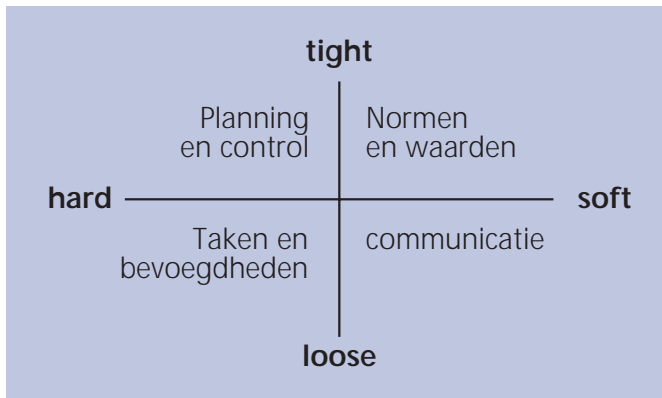 tight
Planning
en control
Normen
en waarden
hard
soft
Taken en
bevoegdheden
communicatie
loose